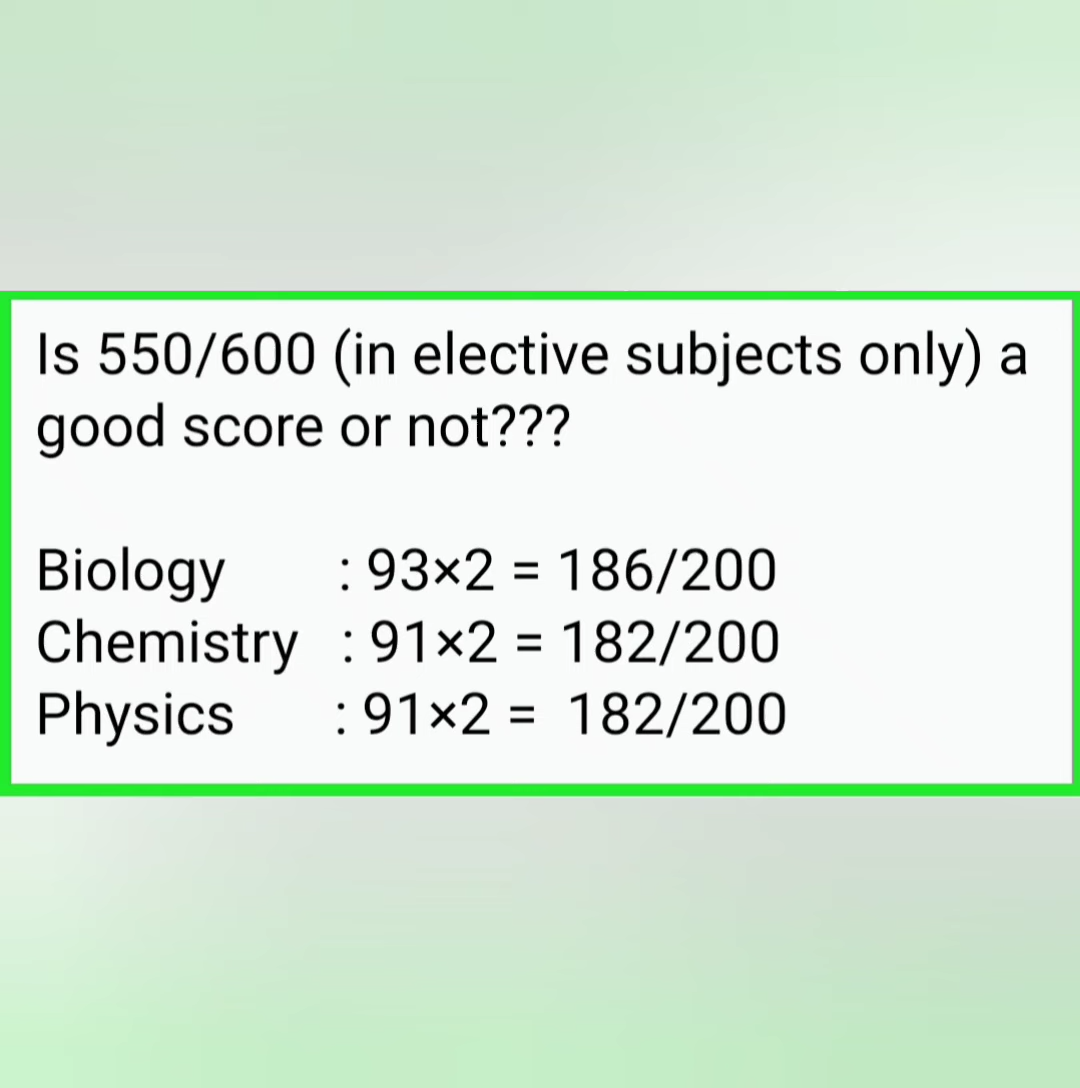 Is 550/600 (in elective subjects only) a
good score or not???
Biology : 93×2 = 186/200
Chemistry : 91×2 = 182/200
Physics : 91×2 = 182/200